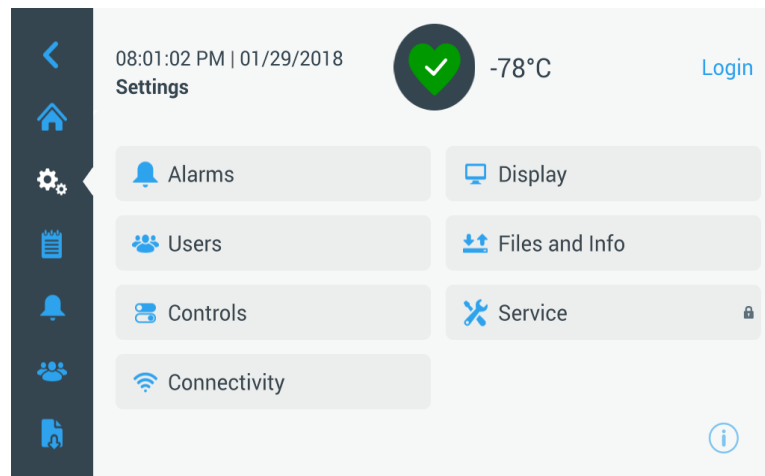 08:01:02 PM | 01/29/2018
Settings
-78°C
Login
Alarms
Display
Users
Files and Info
Controls
Service
Connectivity